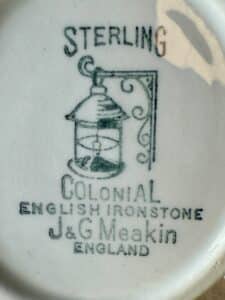 STERLING
COLONIAL
ENGLISH IRONSTONE
J&G Meakin
ENGLAND